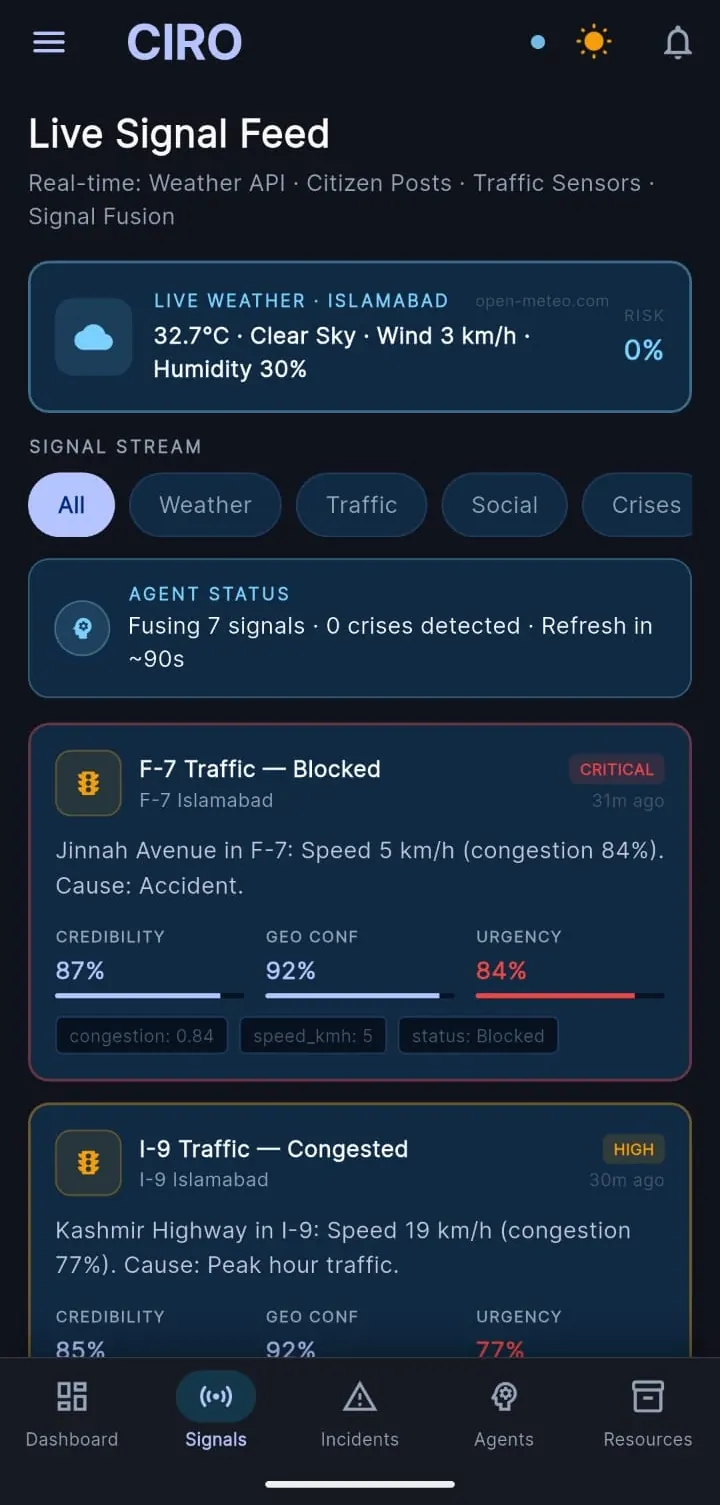 CIRO
Live Signal Feed
Real-time: Weather API · Citizen Posts · Traffic Sensors ·
Signal Fusion
LIVE WEATHER · ISLAMABAD open-meteo.com
RISK
32.7°C · Clear Sky · Wind 3 km/h ·
Humidity 30%
0%
SIGNAL STREAM
All Weather Traffic Social Crises
AGENT STATUS
Fusing 7 signals · 0 crises detected · Refresh in
~90s
F-7 Traffic — Blocked CRITICAL
F-7 Islamabad 31m ago
Jinnah Avenue in F-7: Speed 5 km/h (congestion 84%).
Cause: Accident.
CREDIBILITY GEO CONF URGENCY
87% 92% 84%
congestion: 0.84 speed_kmh: 5 status: Blocked
I-9 Traffic — Congested HIGH
I-9 Islamabad 30m ago
Kashmir Highway in I-9: Speed 19 km/h (congestion
77%). Cause: Peak hour traffic.
CREDIBILITY GEO CONF URGENCY
85% 92% 77%
Dashboard Signals Incidents Agents Resources